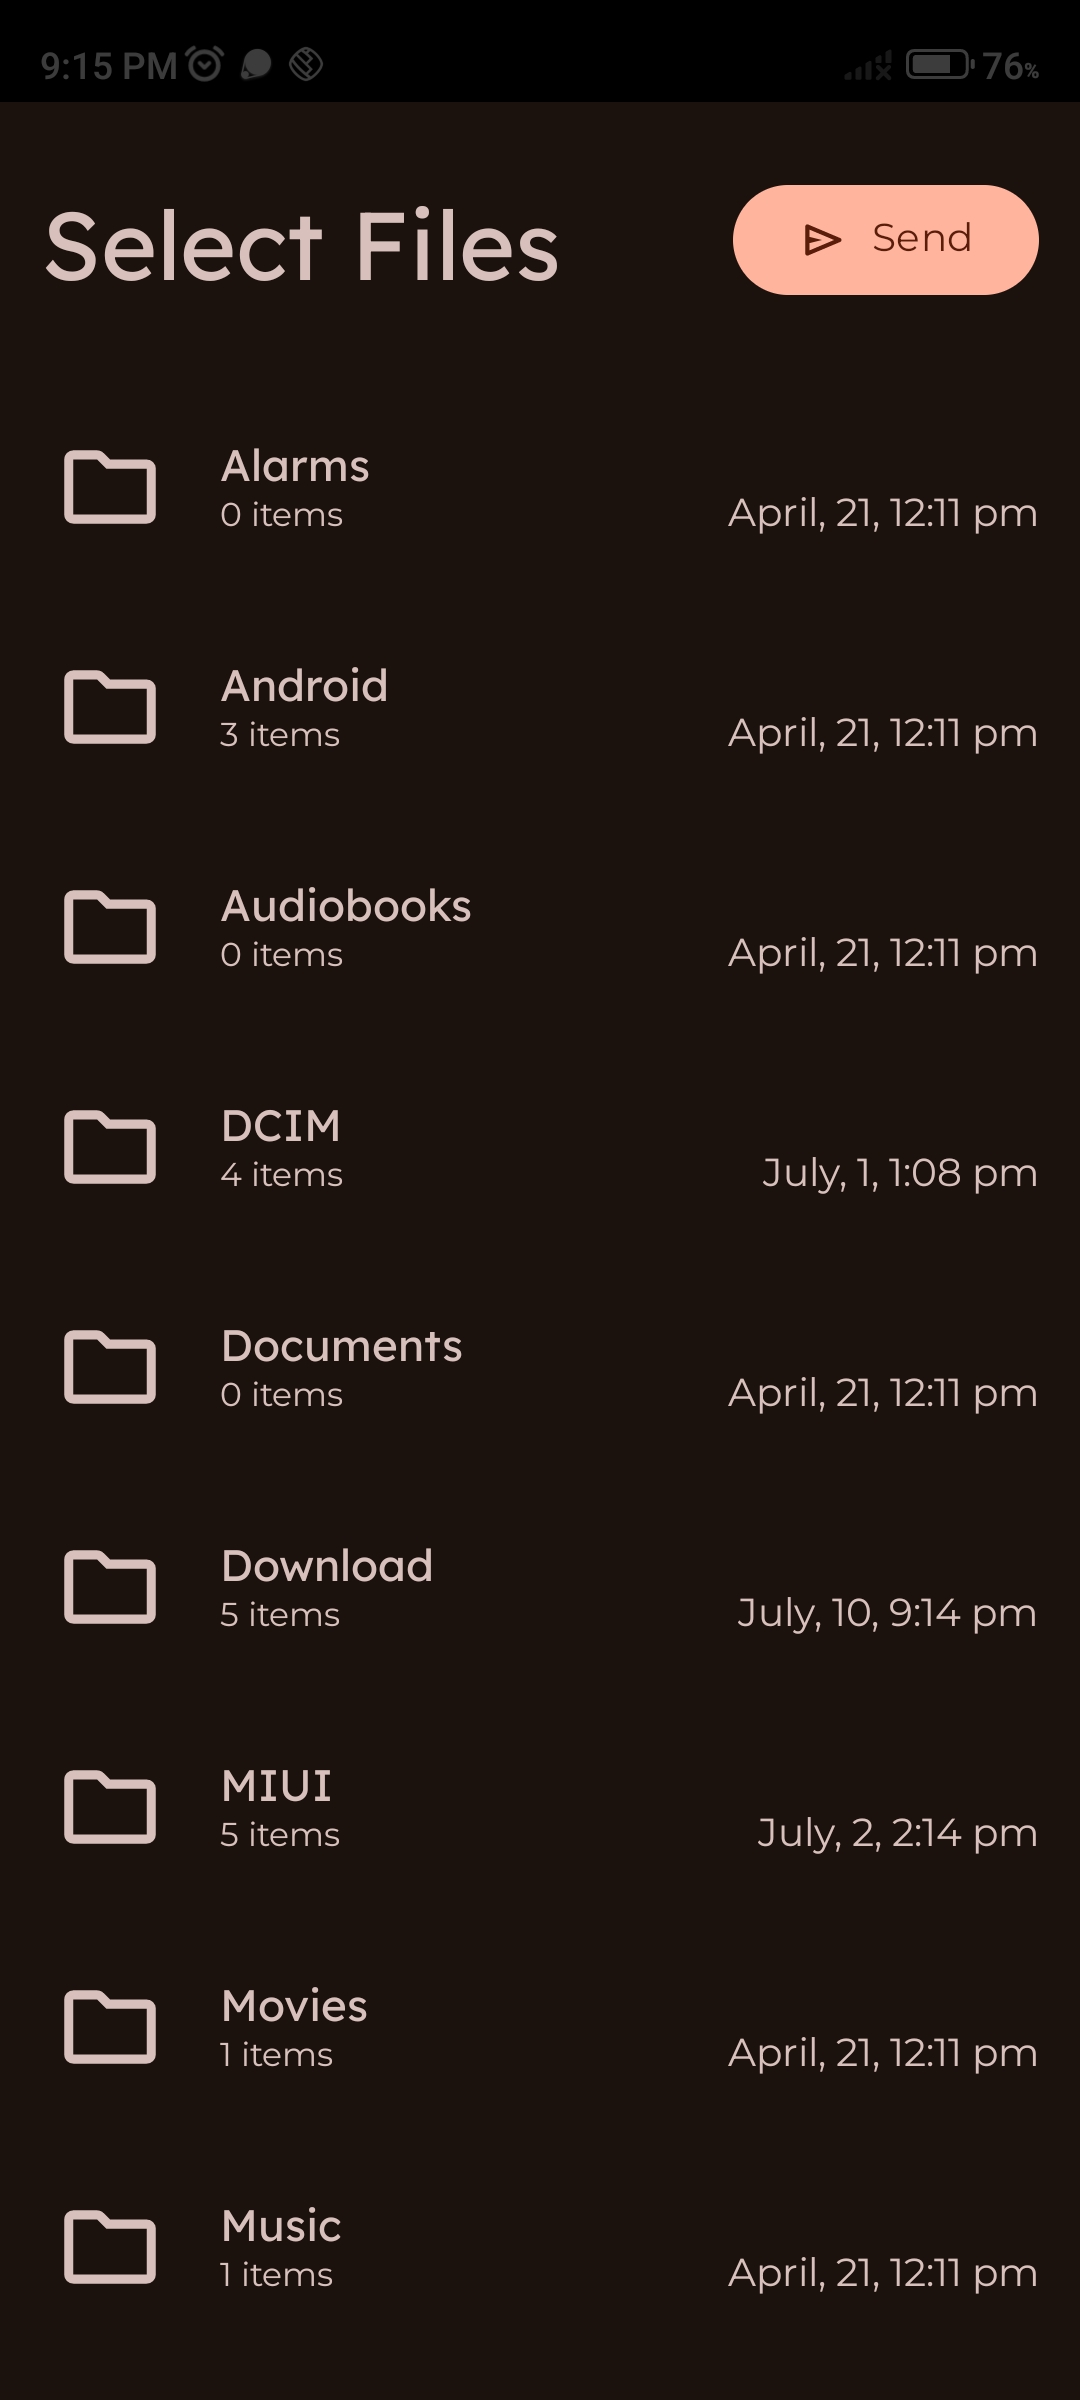 9:15 PM 76%
Select Files
Send
Alarms
0 items
April, 21, 12:11 pm
Android
3 items
April, 21, 12:11 pm
Audiobooks
0 items
April, 21, 12:11 pm
DCIM
4 items
July, 1, 1:08 pm
Documents
0 items
April, 21, 12:11 pm
Download
5 items
July, 10, 9:14 pm
MIUI
5 items
July, 2, 2:14 pm
Movies
1 items
April, 21, 12:11 pm
Music
1 items
April, 21, 12:11 pm